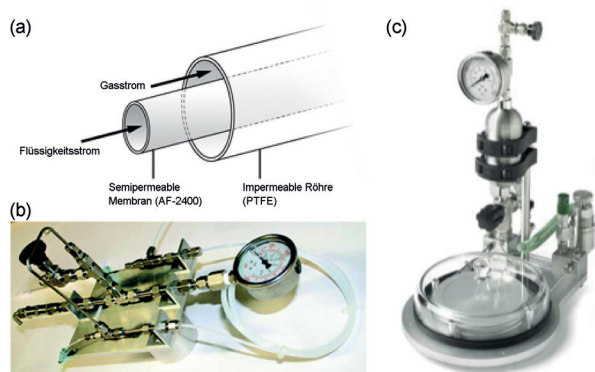 (a)
Gasstrom
Flüssigkeitsstrom
Semipermeable
Membran (AF-2400)
Impermeable Röhre
(PTFE)
(b)
(c)